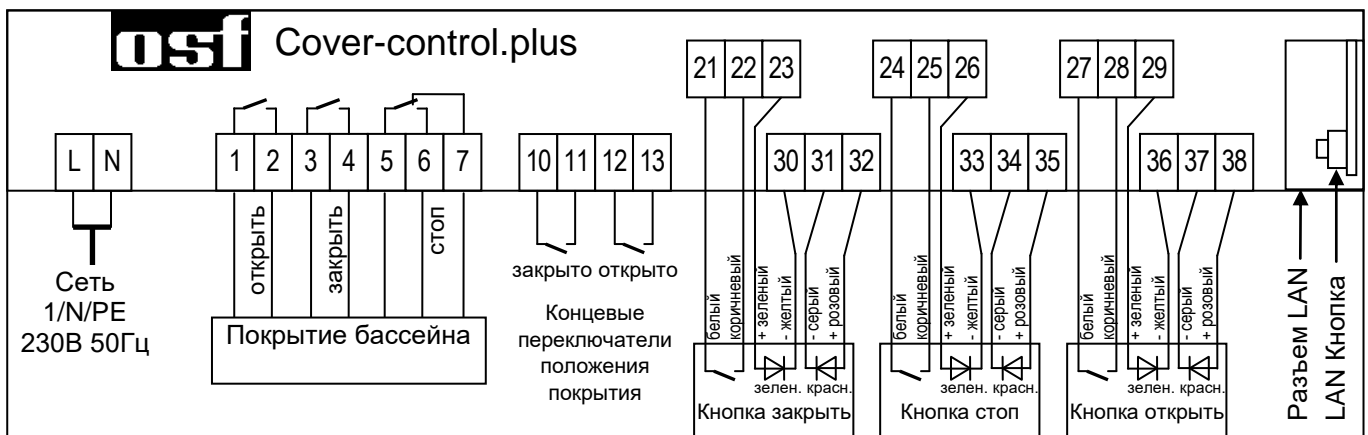 osf Cover-control.plus
21 22 23
24 25 26
27 28 29
L N
1 2 3 4 5 6 7
10 11 12 13
30 31 32
33 34 35
36 37 38
открыть
закрыть
стоп
Сеть
1/N/PE
230В 50Гц
Покрытие бассейна
закрыто открыто
Концевые
переключатели
положения
покрытия
белый
коричневый
+ зеленый
- желтый
- серый
+ розовый
зелен. красн.
Кнопка закрыть
белый
коричневый
+ зеленый
- желтый
- серый
+ розовый
зелен. красн.
Кнопка стоп
белый
коричневый
+ зеленый
- желтый
- серый
+ розовый
зелен. красн.
Кнопка открыть
Разъем LAN
LAN Кнопка